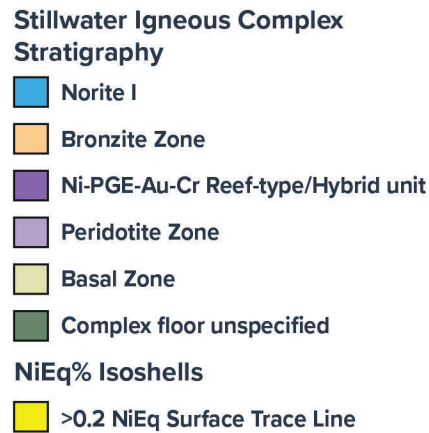 Stillwater Igneous Complex
Stratigraphy
Norite I
Bronzite Zone
Ni-PGE-Au-Cr Reef-type/Hybrid unit
Peridotite Zone
Basal Zone
Complex floor unspecified
NiEq% Isoshells
>0.2 NiEq Surface Trace Line